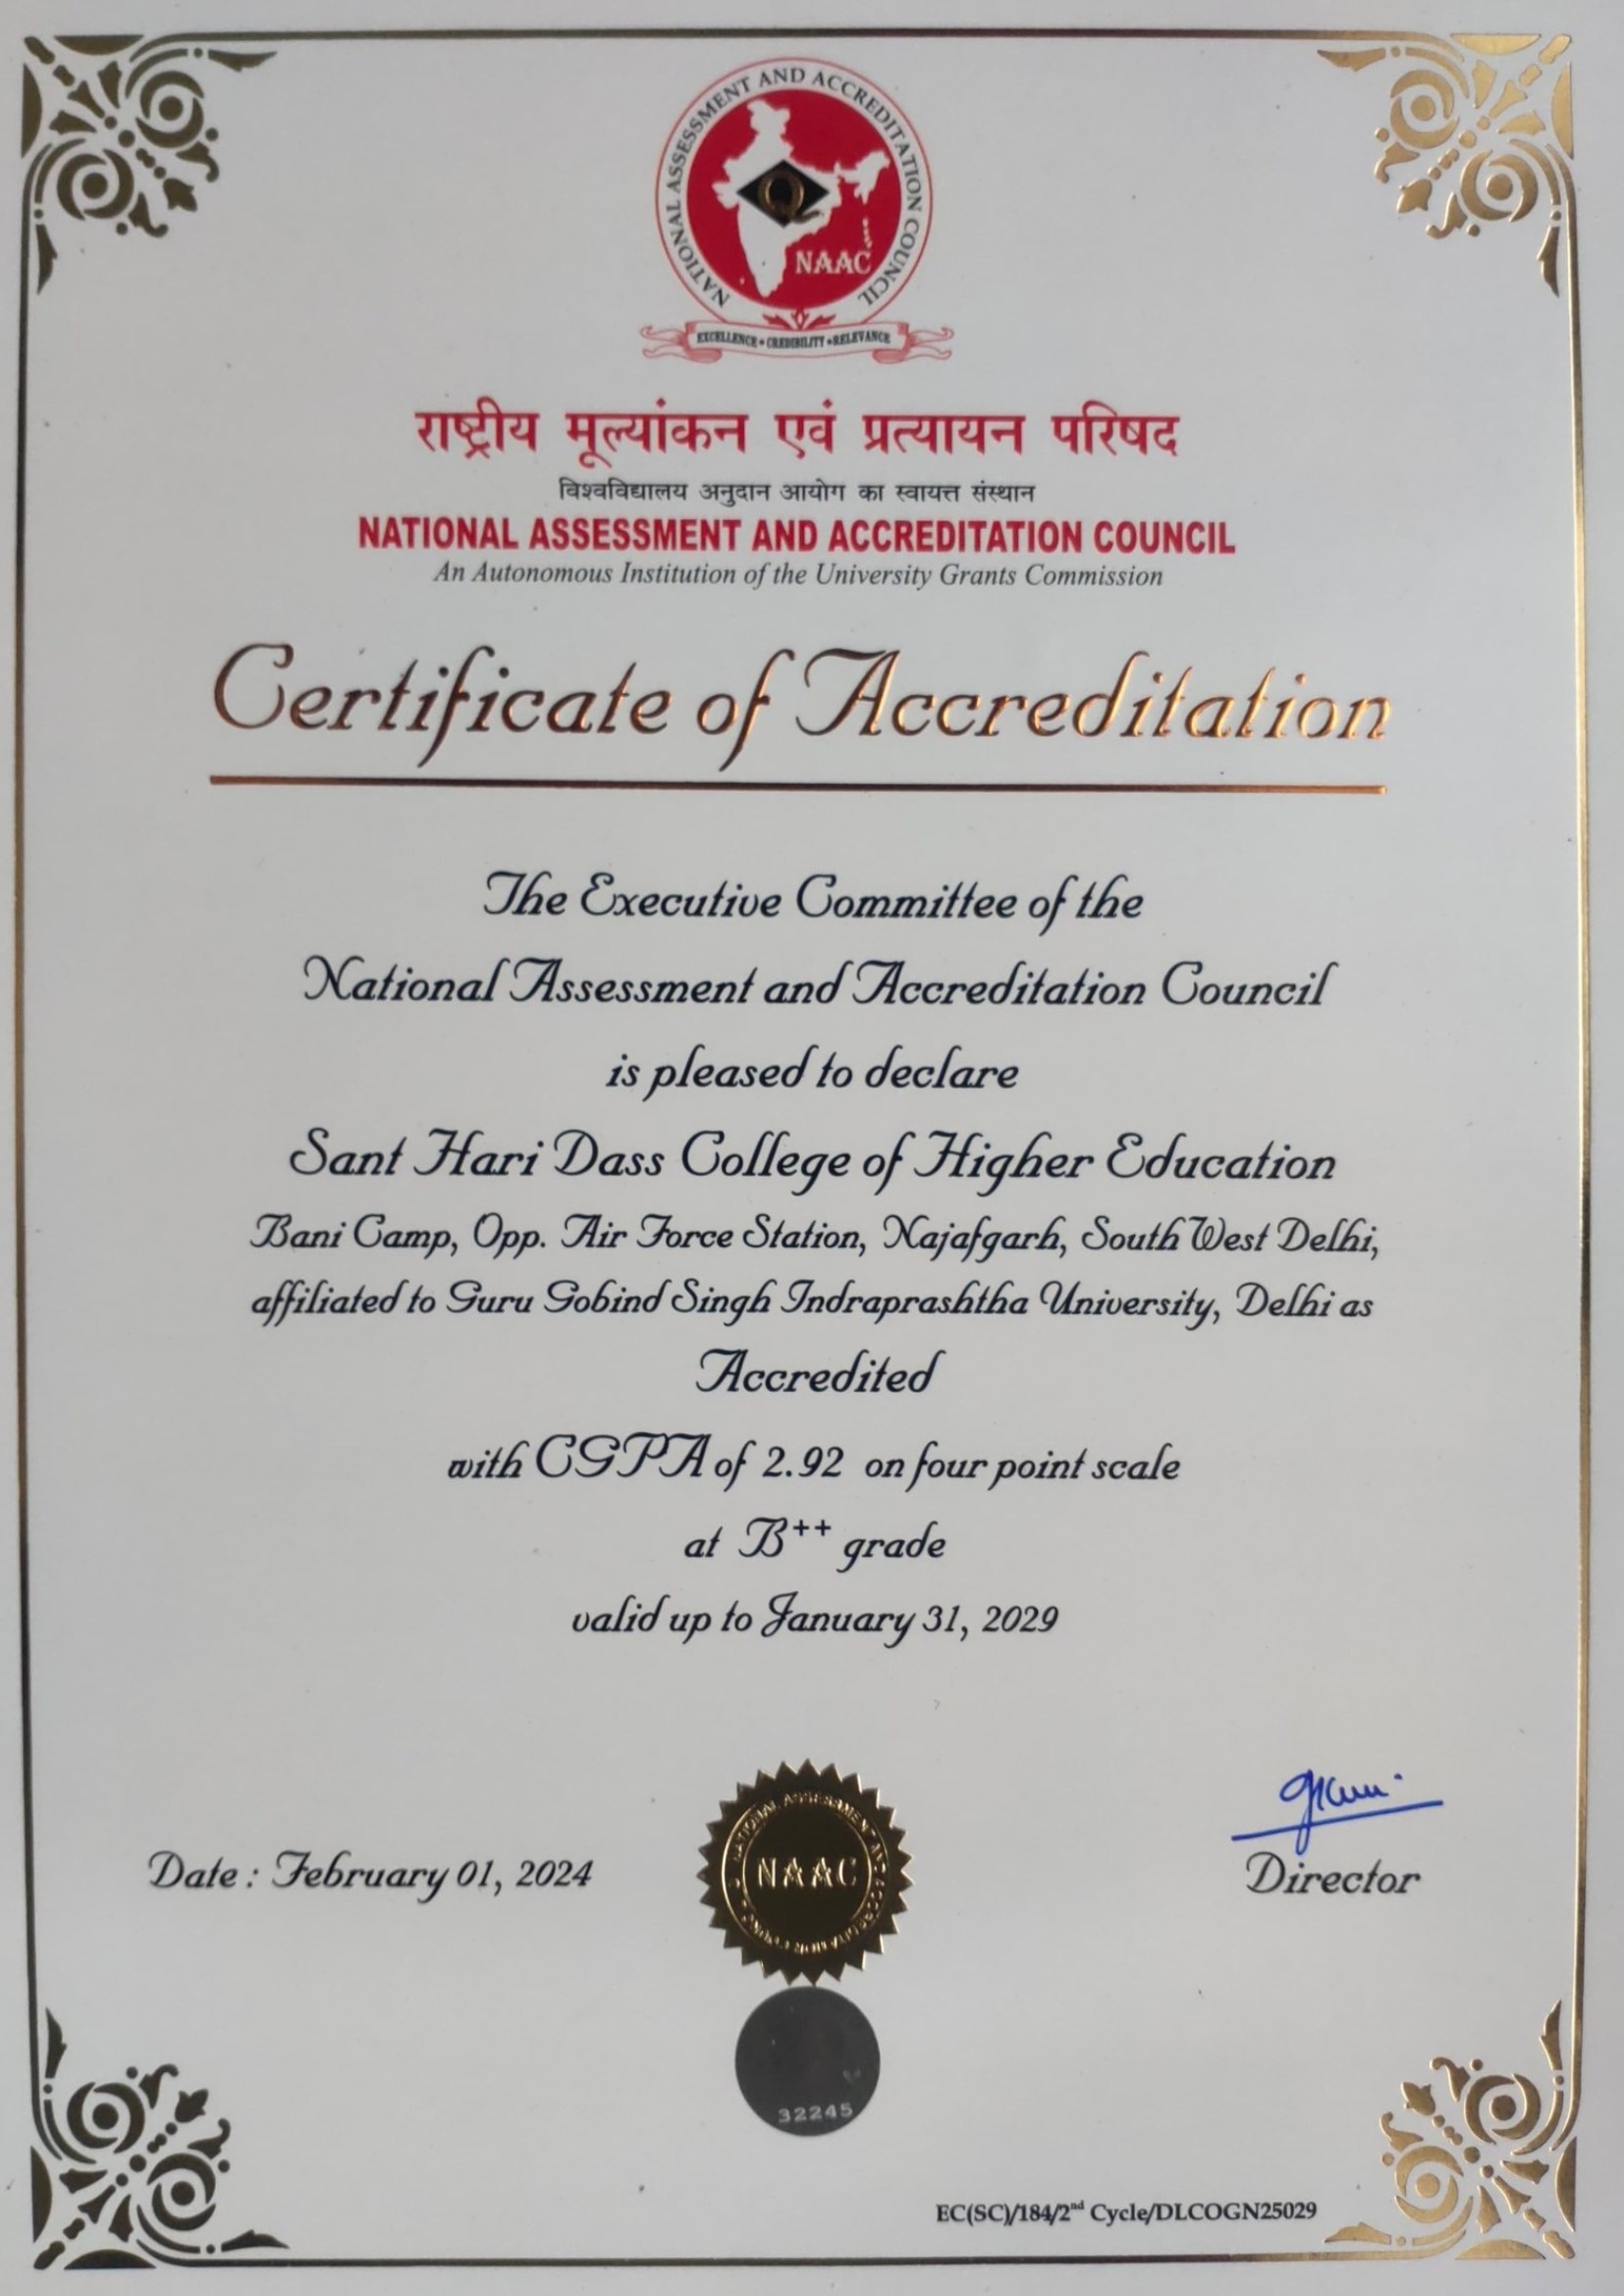 NATIONAL ASSESSMENT AND ACCREDITATION COUNCIL
Q
NAAC
EXCELLENCE • CREDIBILITY • RELEVANCE
राष्ट्रीय मूल्यांकन एवं प्रत्यायन परिषद
विश्वविद्यालय अनुदान आयोग का स्वायत्त संस्थान
NATIONAL ASSESSMENT AND ACCREDITATION COUNCIL
An Autonomous Institution of the University Grants Commission
Certificate of Accreditation
The Executive Committee of the
National Assessment and Accreditation Council
is pleased to declare
Sant Hari Dass College of Higher Education
Bani Camp, Opp. Air Force Station, Najafgarh, South West Delhi,
affiliated to Guru Gobind Singh Indraprashtha University, Delhi as
Accredited
with CGPA of 2.92 on four point scale
at B++ grade
valid up to January 31, 2029
Date : February 01, 2024
NATIONAL ASSESSMENT
NAAC
Director
32245
EC(SC)/184/2nd Cycle/DLCOGN25029